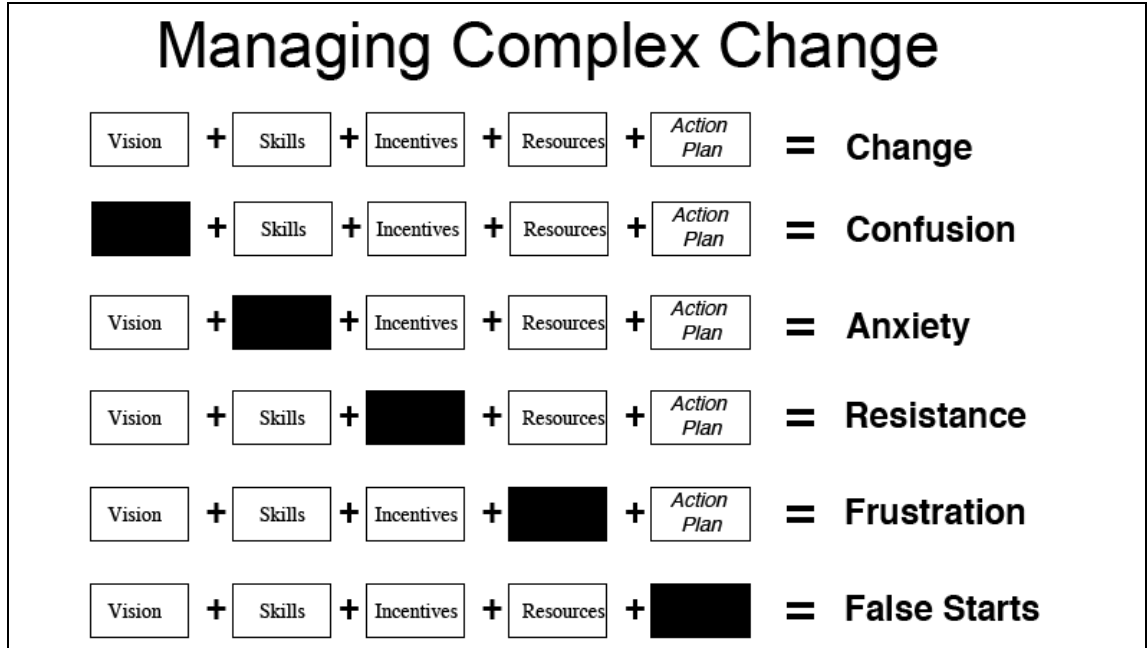 Managing Complex Change
Vision + Skills + Incentives + Resources + Action Plan = Change
+ Skills + Incentives + Resources + Action Plan = Confusion
Vision + + Incentives + Resources + Action Plan = Anxiety
Vision + Skills + + Resources + Action Plan = Resistance
Vision + Skills + Incentives + + Action Plan = Frustration
Vision + Skills + Incentives + Resources + = False Starts